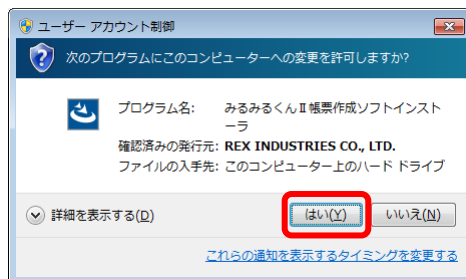 ユーザー アカウント制御
次のプログラムにこのコンピューターへの変更を許可しますか?
プログラム名: みるみるくんⅡ帳票作成ソフトインスト
ーラ
確認済みの発行元: REX INDUSTRIES CO., LTD.
ファイルの入手先: このコンピューター上のハード ドライブ
詳細を表示する(D) はい(Y) いいえ(N)
これらの通知を表示するタイミングを変更する